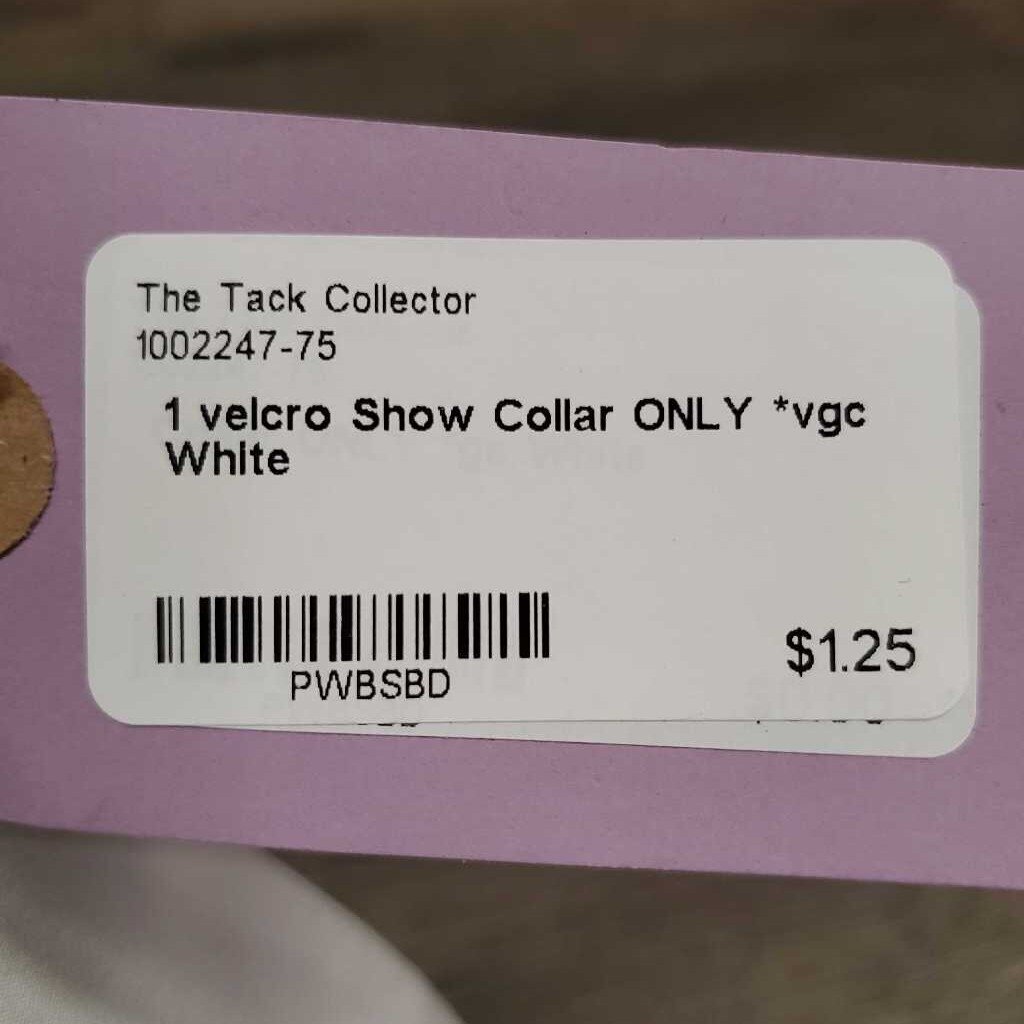 The Tack Collector
1002247-75
1 velcro Show Collar ONLY *vgc
White
PWBSBD
$1.25